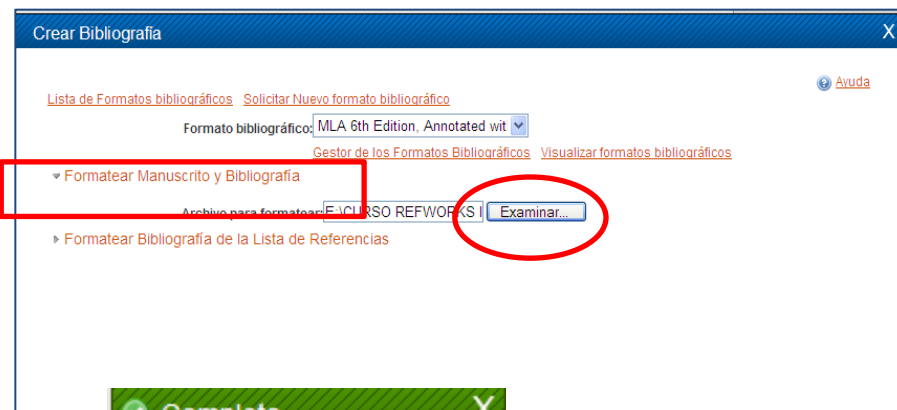 Crear Bibliografía X
Ayuda
Lista de Formatos bibliográficos Solicitar Nuevo formato bibliográfico
Formato bibliográfico: MLA 6th Edition, Annotated wit
Gestor de los Formatos Bibliográficos Visualizar formatos bibliográficos
Formatear Manuscrito y Bibliografía
Archivo para formatear: E:\CURSO REFWORKS I Examinar...
Formatear Bibliografía de la Lista de Referencias
X